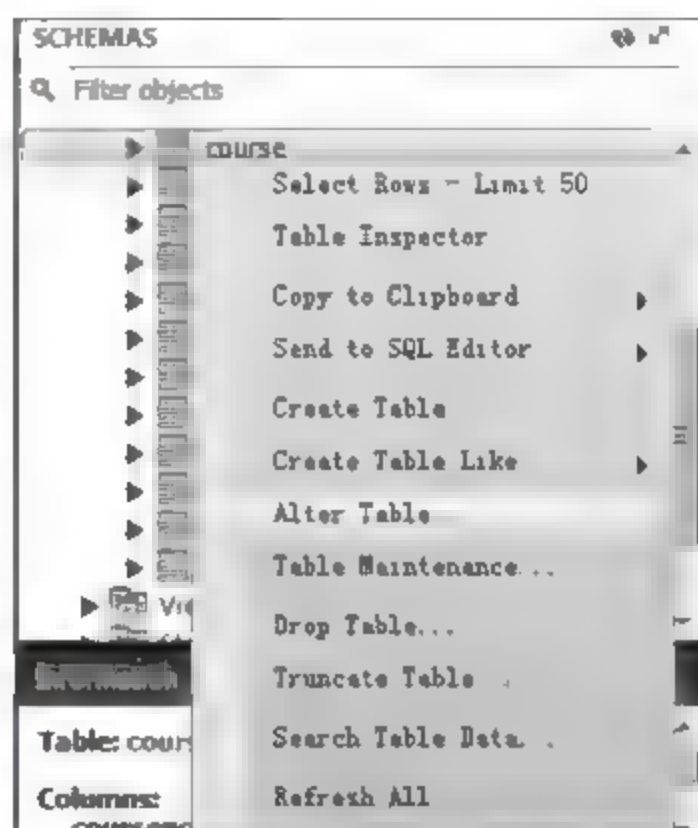 SCHEMAS
Filter objects
course
Select Rows - Limit 50
Table Inspector
Copy to Clipboard
Send to SQL Editor
Create Table
Create Table Like
Alter Table
Table Maintenance...
Drop Table...
Truncate Table
Search Table Data...
Refresh All
Table: cours
Columns: